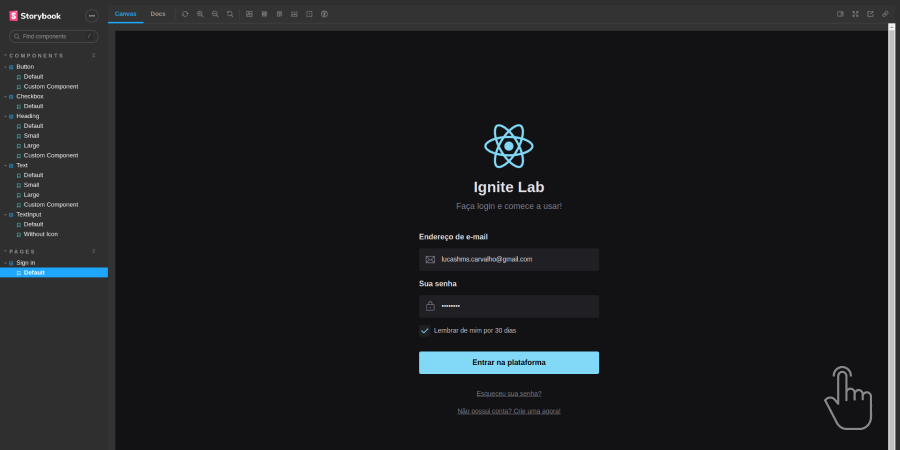 Storybook
Find components
/
COMPONENTS
Button
Default
Custom Component
Checkbox
Default
Heading
Default
Small
Large
Custom Component
Text
Default
Small
Large
Custom Component
TextInput
Default
Without Icon
PAGES
Sign in
Default
Canvas
Docs
Ignite Lab
Faça login e comece a usar!
Endereço de e-mail
lucashms.carvalho@gmail.com
Sua senha
••••••••
Lembrar de mim por 30 dias
Entrar na plataforma
Esqueceu sua senha?
Não possui conta? Crie uma agora!